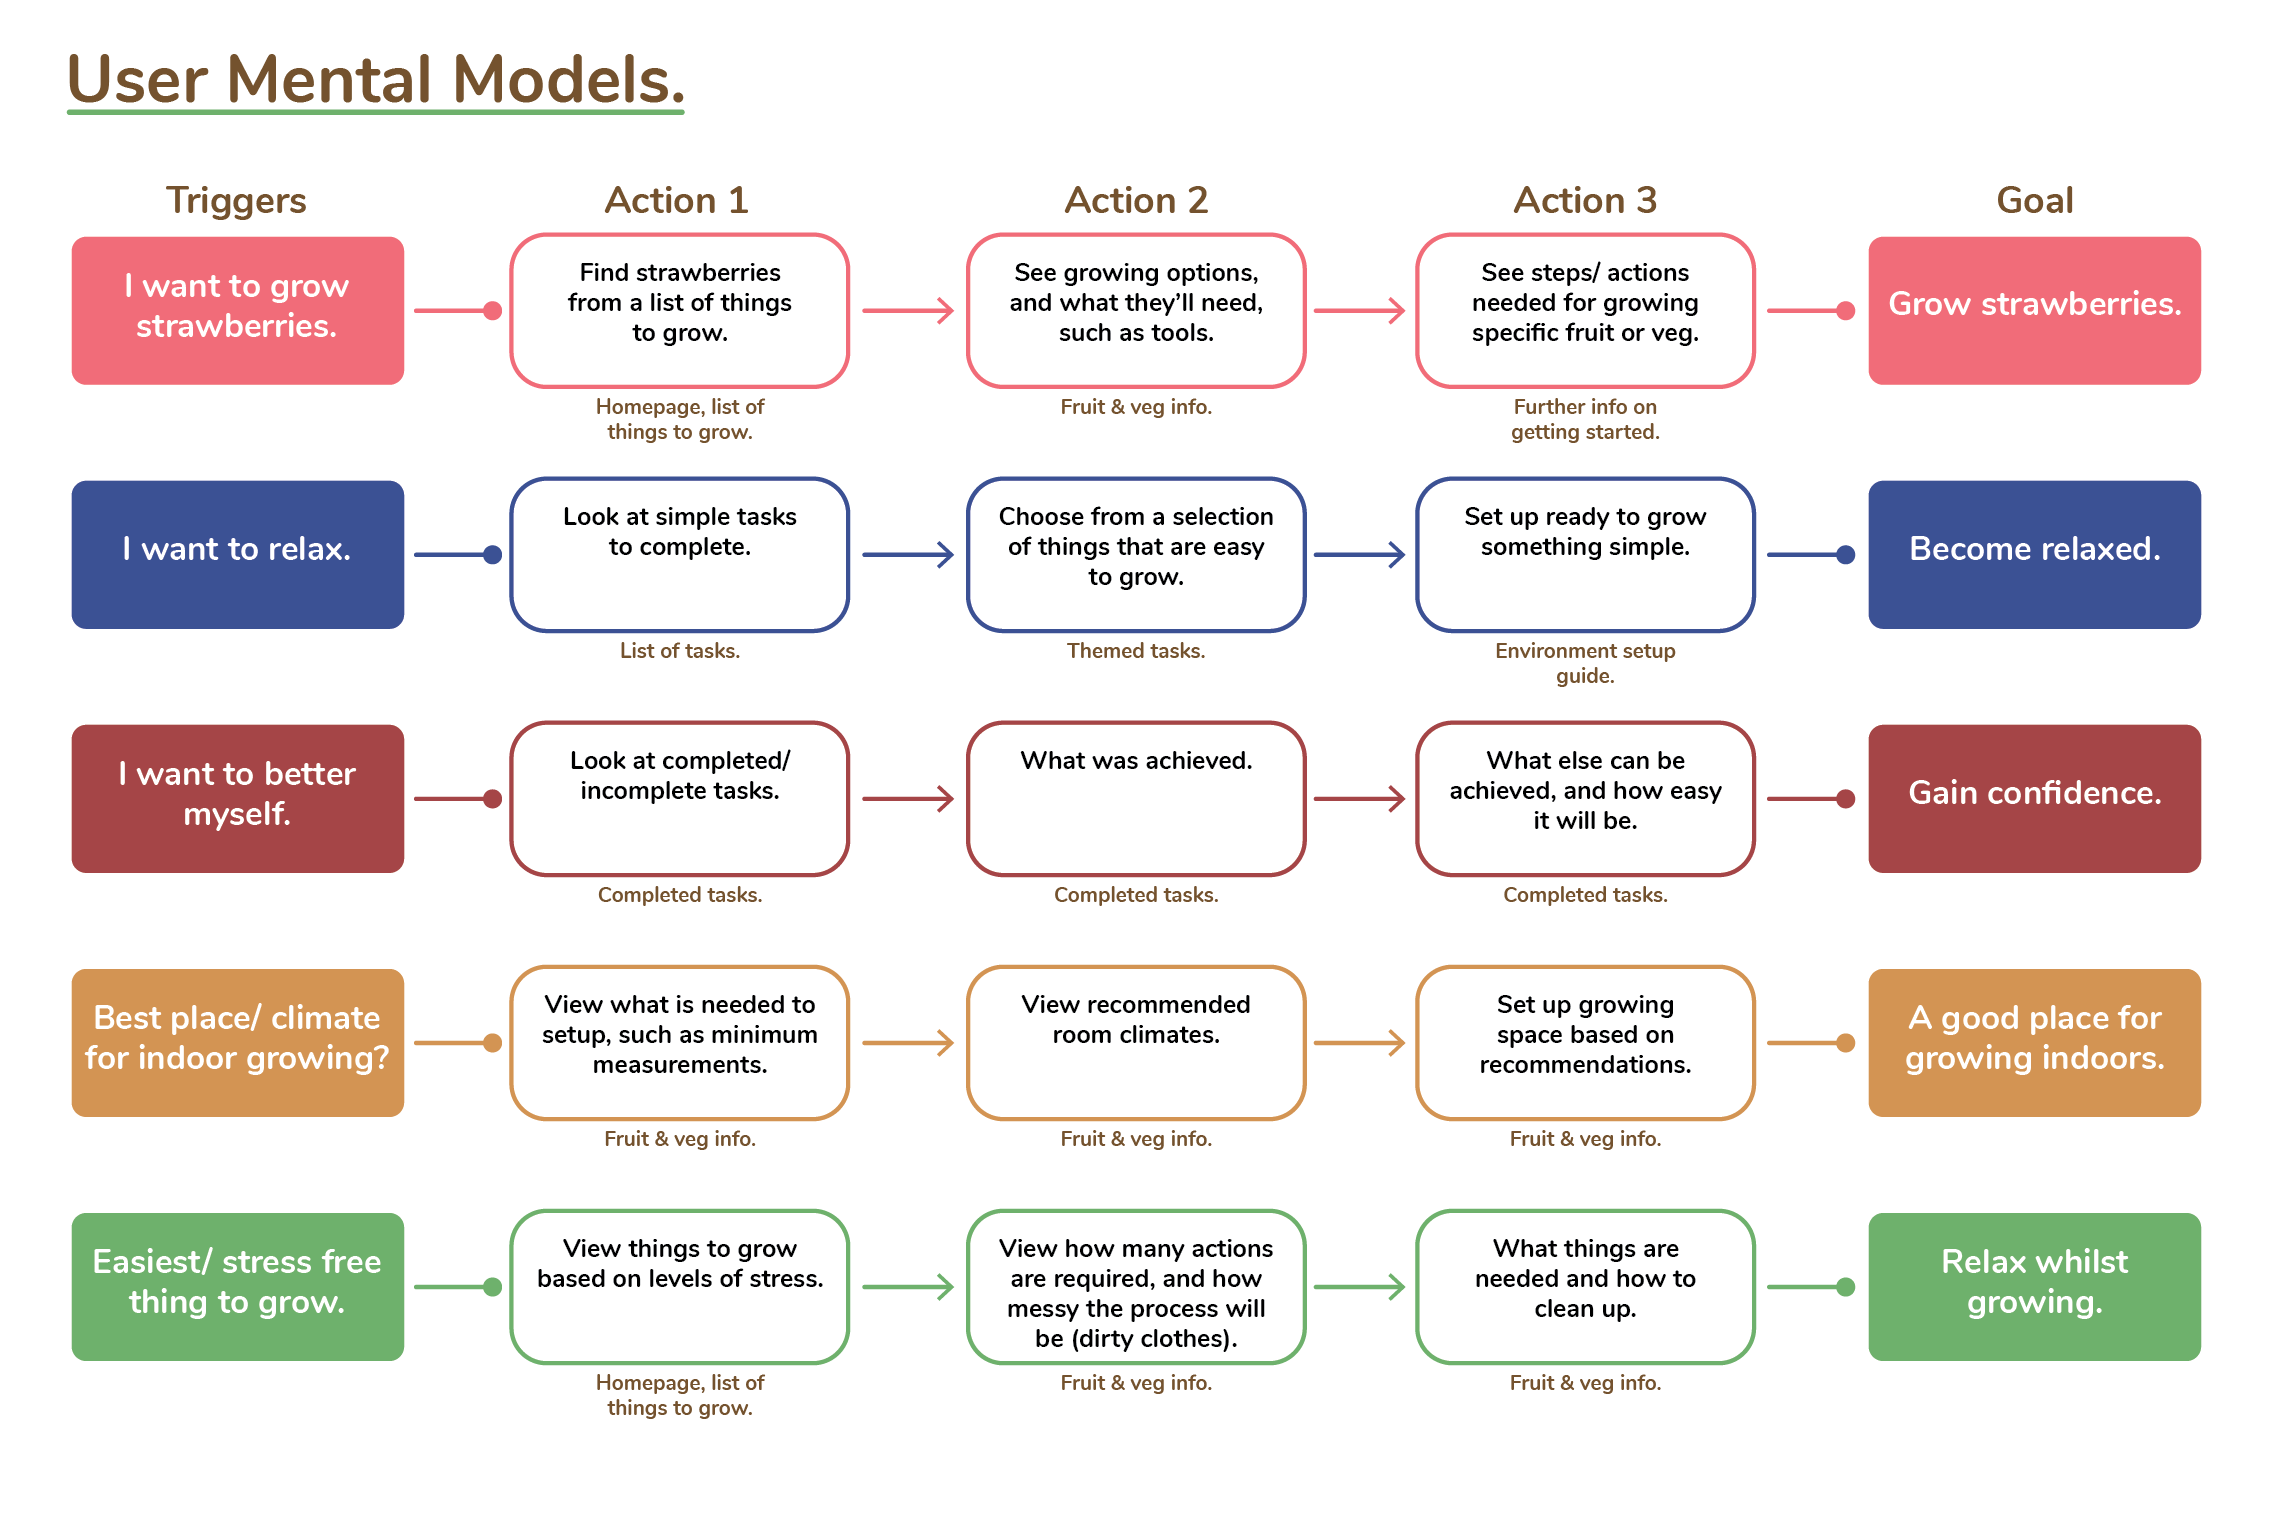 User Mental Models.
Triggers
Action 1
Action 2
Action 3
Goal
I want to grow
strawberries.
Find strawberries
from a list of things
to grow.
Homepage, list of
things to grow.
See growing options,
and what they'll need,
such as tools.
Fruit & veg info.
See steps/ actions
needed for growing
specific fruit or veg.
Further info on
getting started.
Grow strawberries.
I want to relax.
Look at simple tasks
to complete.
List of tasks.
Choose from a selection
of things that are easy
to grow.
Themed tasks.
Set up ready to grow
something simple.
Environment setup
guide.
Become relaxed.
I want to better
myself.
Look at completed/
incomplete tasks.
Completed tasks.
What was achieved.
Completed tasks.
What else can be
achieved, and how easy
it will be.
Completed tasks.
Gain confidence.
Best place/ climate
for indoor growing?
View what is needed to
setup, such as minimum
measurements.
Fruit & veg info.
View recommended
room climates.
Fruit & veg info.
Set up growing
space based on
recommendations.
Fruit & veg info.
A good place for
growing indoors.
Easiest/ stress free
thing to grow.
View things to grow
based on levels of stress.
Homepage, list of
things to grow.
View how many actions
are required, and how
messy the process will
be (dirty clothes).
Fruit & veg info.
What things are
needed and how to
clean up.
Fruit & veg info.
Relax whilst
growing.